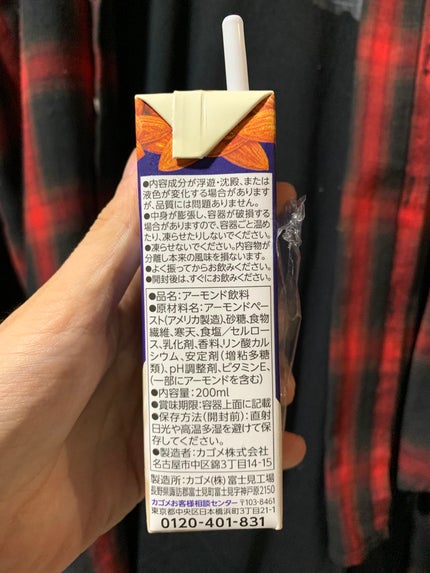 ●内容成分が浮遊・沈殿、または
液色が変化する場合があります
が、品質には問題ありません。
●中身が膨張し、容器が破損する
場合がありますので、容器ごと温め
たり、凍らせたりしないでください。
●凍らせないでください。内容物が
分離し本来の風味を損ないます。
●よく振ってからお飲みください。
●開封後は、すぐにお飲みください。
●品名：アーモンド飲料
●原材料名：アーモンドペー
スト（アメリカ製造）、砂糖、食物
繊維、寒天、食塩／セルロー
ス、乳化剤、香料、リン酸カル
シウム、安定剤（増粘多糖
類）、pH調整剤、ビタミンE、
（一部にアーモンドを含む）
●内容量：200ml
●賞味期限：容器上面に記載
●保存方法（開封前）：直射
日光や高温多湿を避けて保
存してください。
●製造者：カゴメ株式会社
名古屋市中区錦3丁目14-15
製造所：カゴメ（株）富士見工場
長野県諏訪郡富士見町富士見字神戸原2150
カゴメお客様相談センター 〒103-8461
東京都中央区日本橋浜町3丁目21-1
0120-401-831